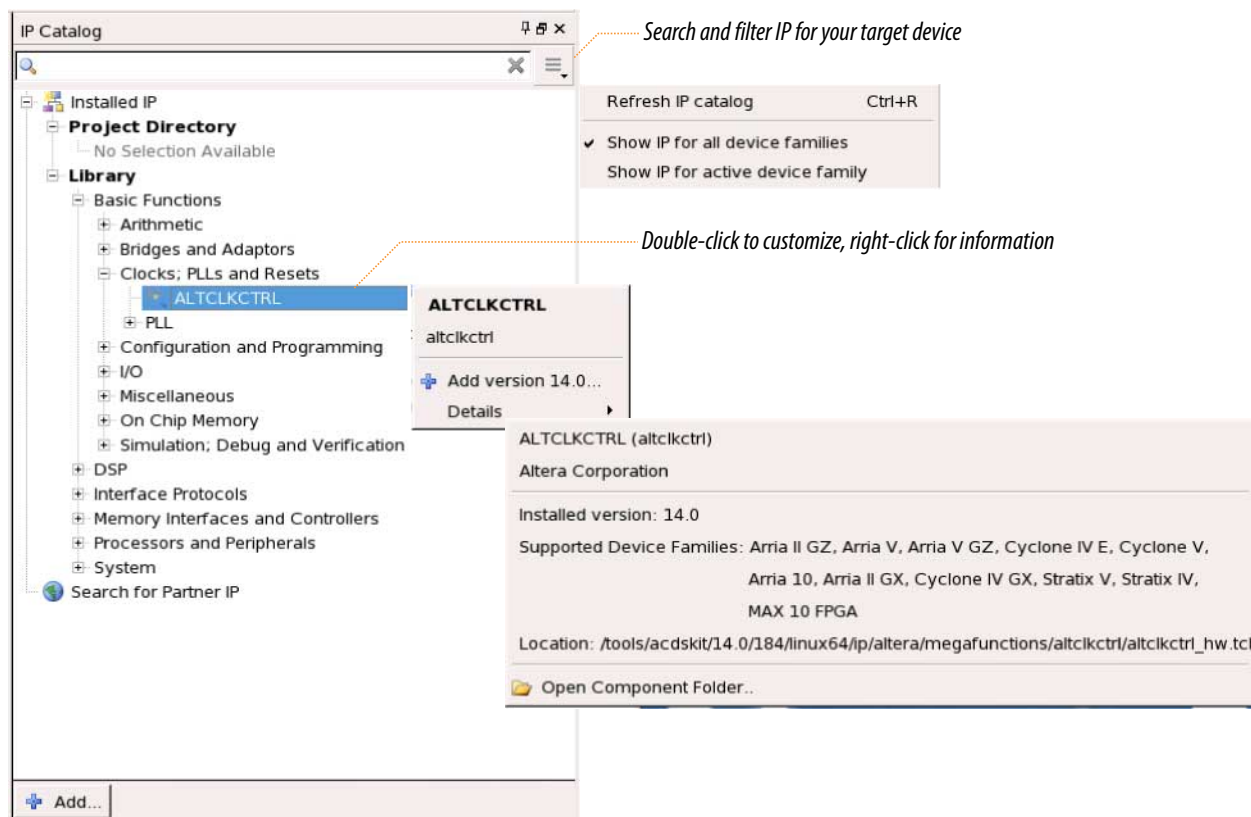 IP Catalog
Search and filter IP for your target device
Installed IP
Project Directory
No Selection Available
Library
Basic Functions
Arithmetic
Bridges and Adaptors
Clocks; PLLs and Resets
ALTCLKCTRL
PLL
Configuration and Programming
I/O
Miscellaneous
On Chip Memory
Simulation; Debug and Verification
DSP
Interface Protocols
Memory Interfaces and Controllers
Processors and Peripherals
System
Search for Partner IP
Add...
Refresh IP catalog Ctrl+R
Show IP for all device families
Show IP for active device family
Double-click to customize, right-click for information
ALTCLKCTRL
altclkctrl
Add version 14.0...
Details
ALTCLKCTRL (altclkctrl)
Altera Corporation
Installed version: 14.0
Supported Device Families: Arria II GZ, Arria V, Arria V GZ, Cyclone IV E, Cyclone V,
Arria 10, Arria II GX, Cyclone IV GX, Stratix V, Stratix IV,
MAX 10 FPGA
Location: /tools/acdskit/14.0/184/linux64/ip/altera/megafunctions/altclkctrl/altclkctrl_hw.tcl
Open Component Folder..